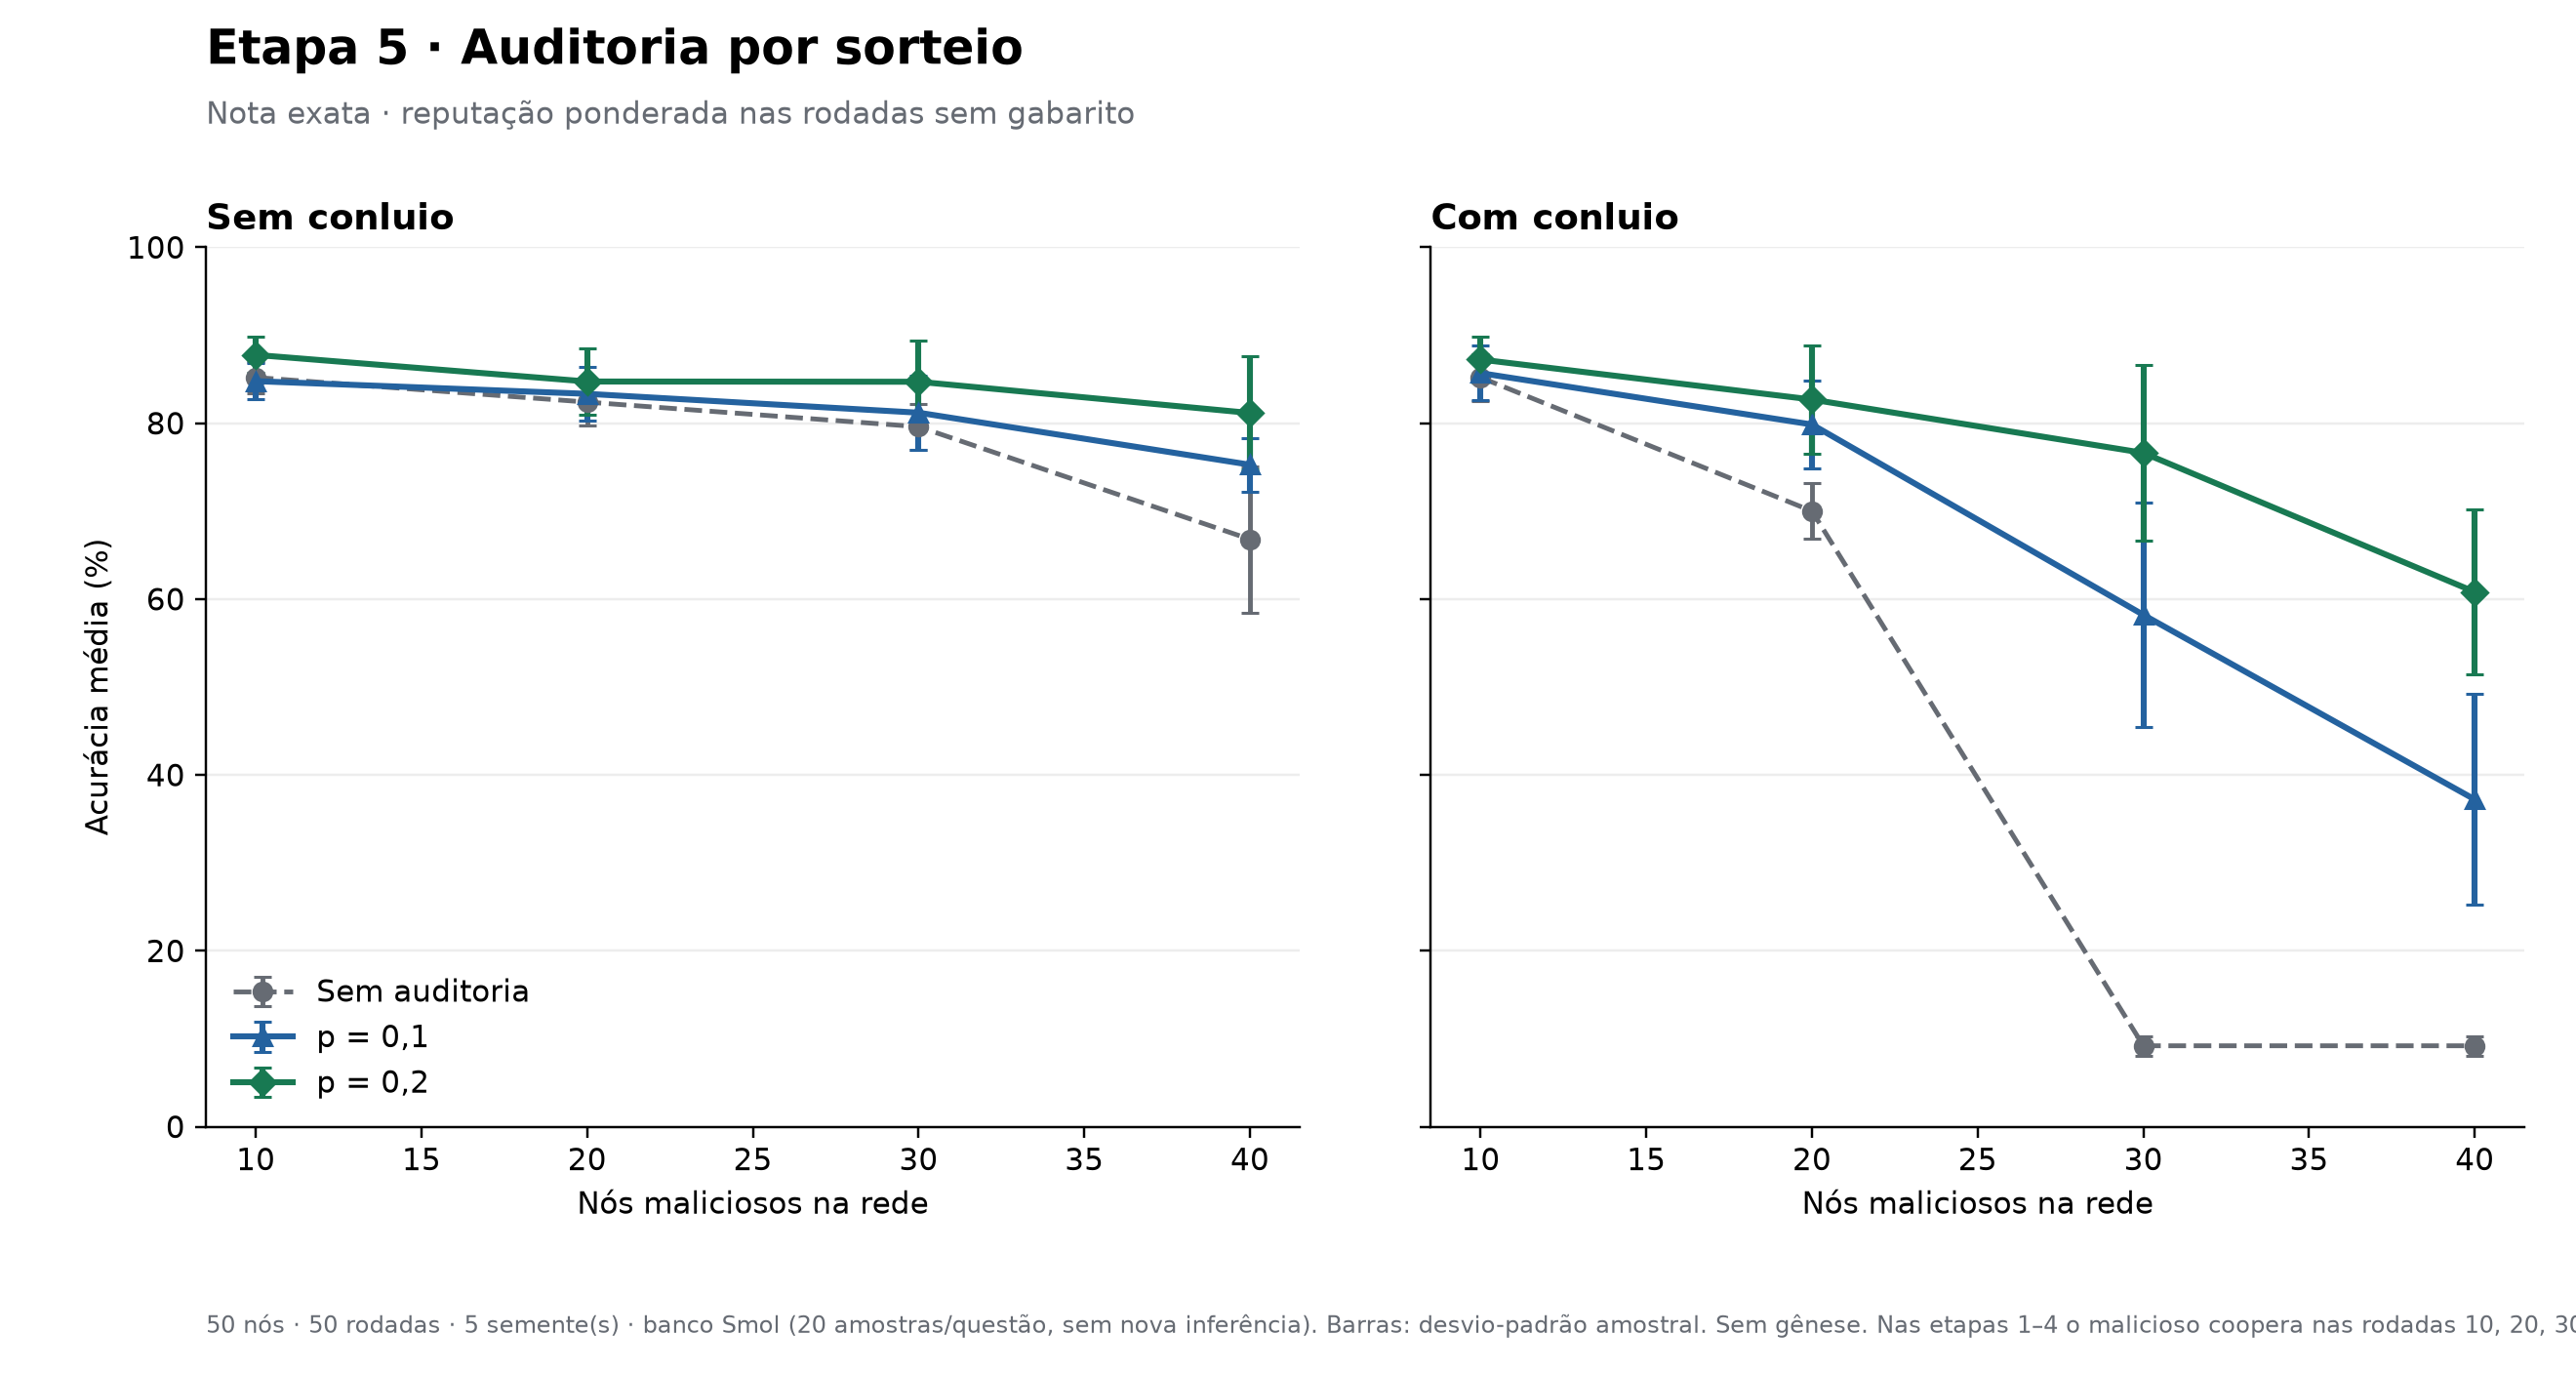 Etapa 5 · Auditoria por sorteio
Nota exata · reputação ponderada nas rodadas sem gabarito
Sem conluio
Com conluio
Acurácia média (%)
100
80
60
40
20
0
Sem auditoria
p = 0,1
p = 0,2
10 15 20 25 30 35 40
10 15 20 25 30 35 40
Nós maliciosos na rede
Nós maliciosos na rede
50 nós · 50 rodadas · 5 semente(s) · banco Smol (20 amostras/questão, sem nova inferência). Barras: desvio-padrão amostral. Sem gênese. Nas etapas 1–4 o malicioso coopera nas rodadas 10, 20, 30